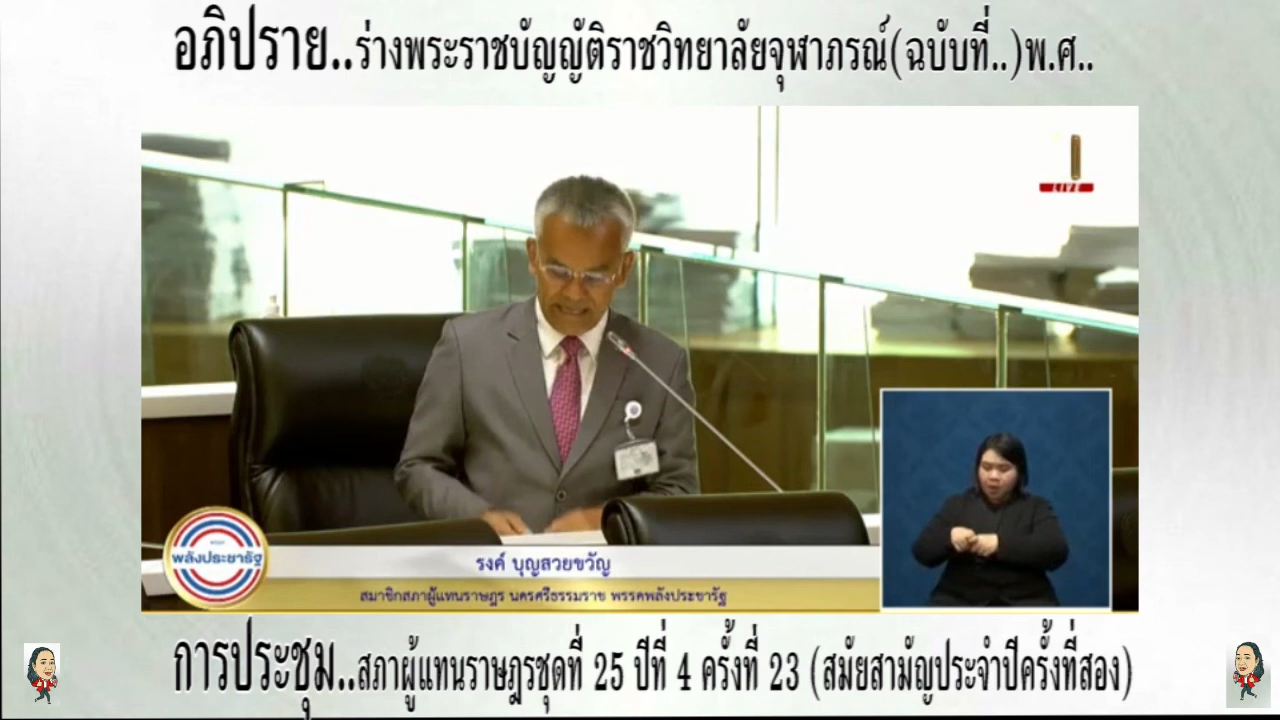 อภิปราย..ร่างพระราชบัญญัติราชวิทยาลัยจุฬาภรณ์(ฉบับที่..)พ.ศ..
LIVE
พลังประชารัฐ
รงค์ บุญสวยขวัญ
สมาชิกสภาผู้แทนราษฎร นครศรีธรรมราช พรรคพลังประชารัฐ
การประชุม..สภาผู้แทนราษฎรชุดที่ 25 ปีที่ 4 ครั้งที่ 23 (สมัยสามัญประจำปีครั้งที่สอง)